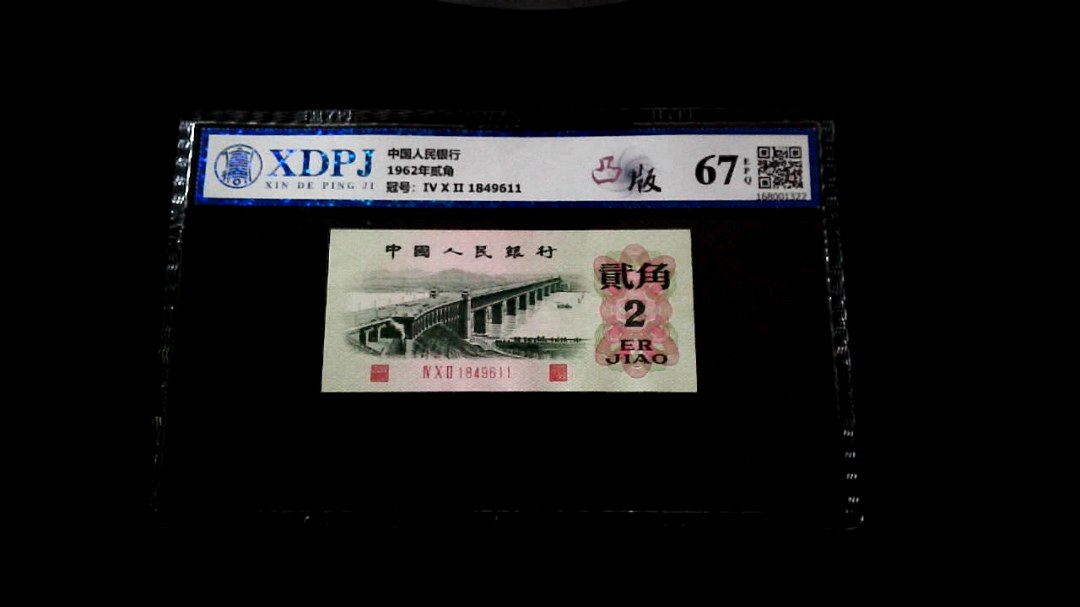 XDPJ
XIN DE PING JI
中国人民银行
1962年贰角
冠号: IV X II 1849611
凸版
67
EPQ
168001322
中國人民銀行
貳角
2
ER
JIAO
IV X II 1849611